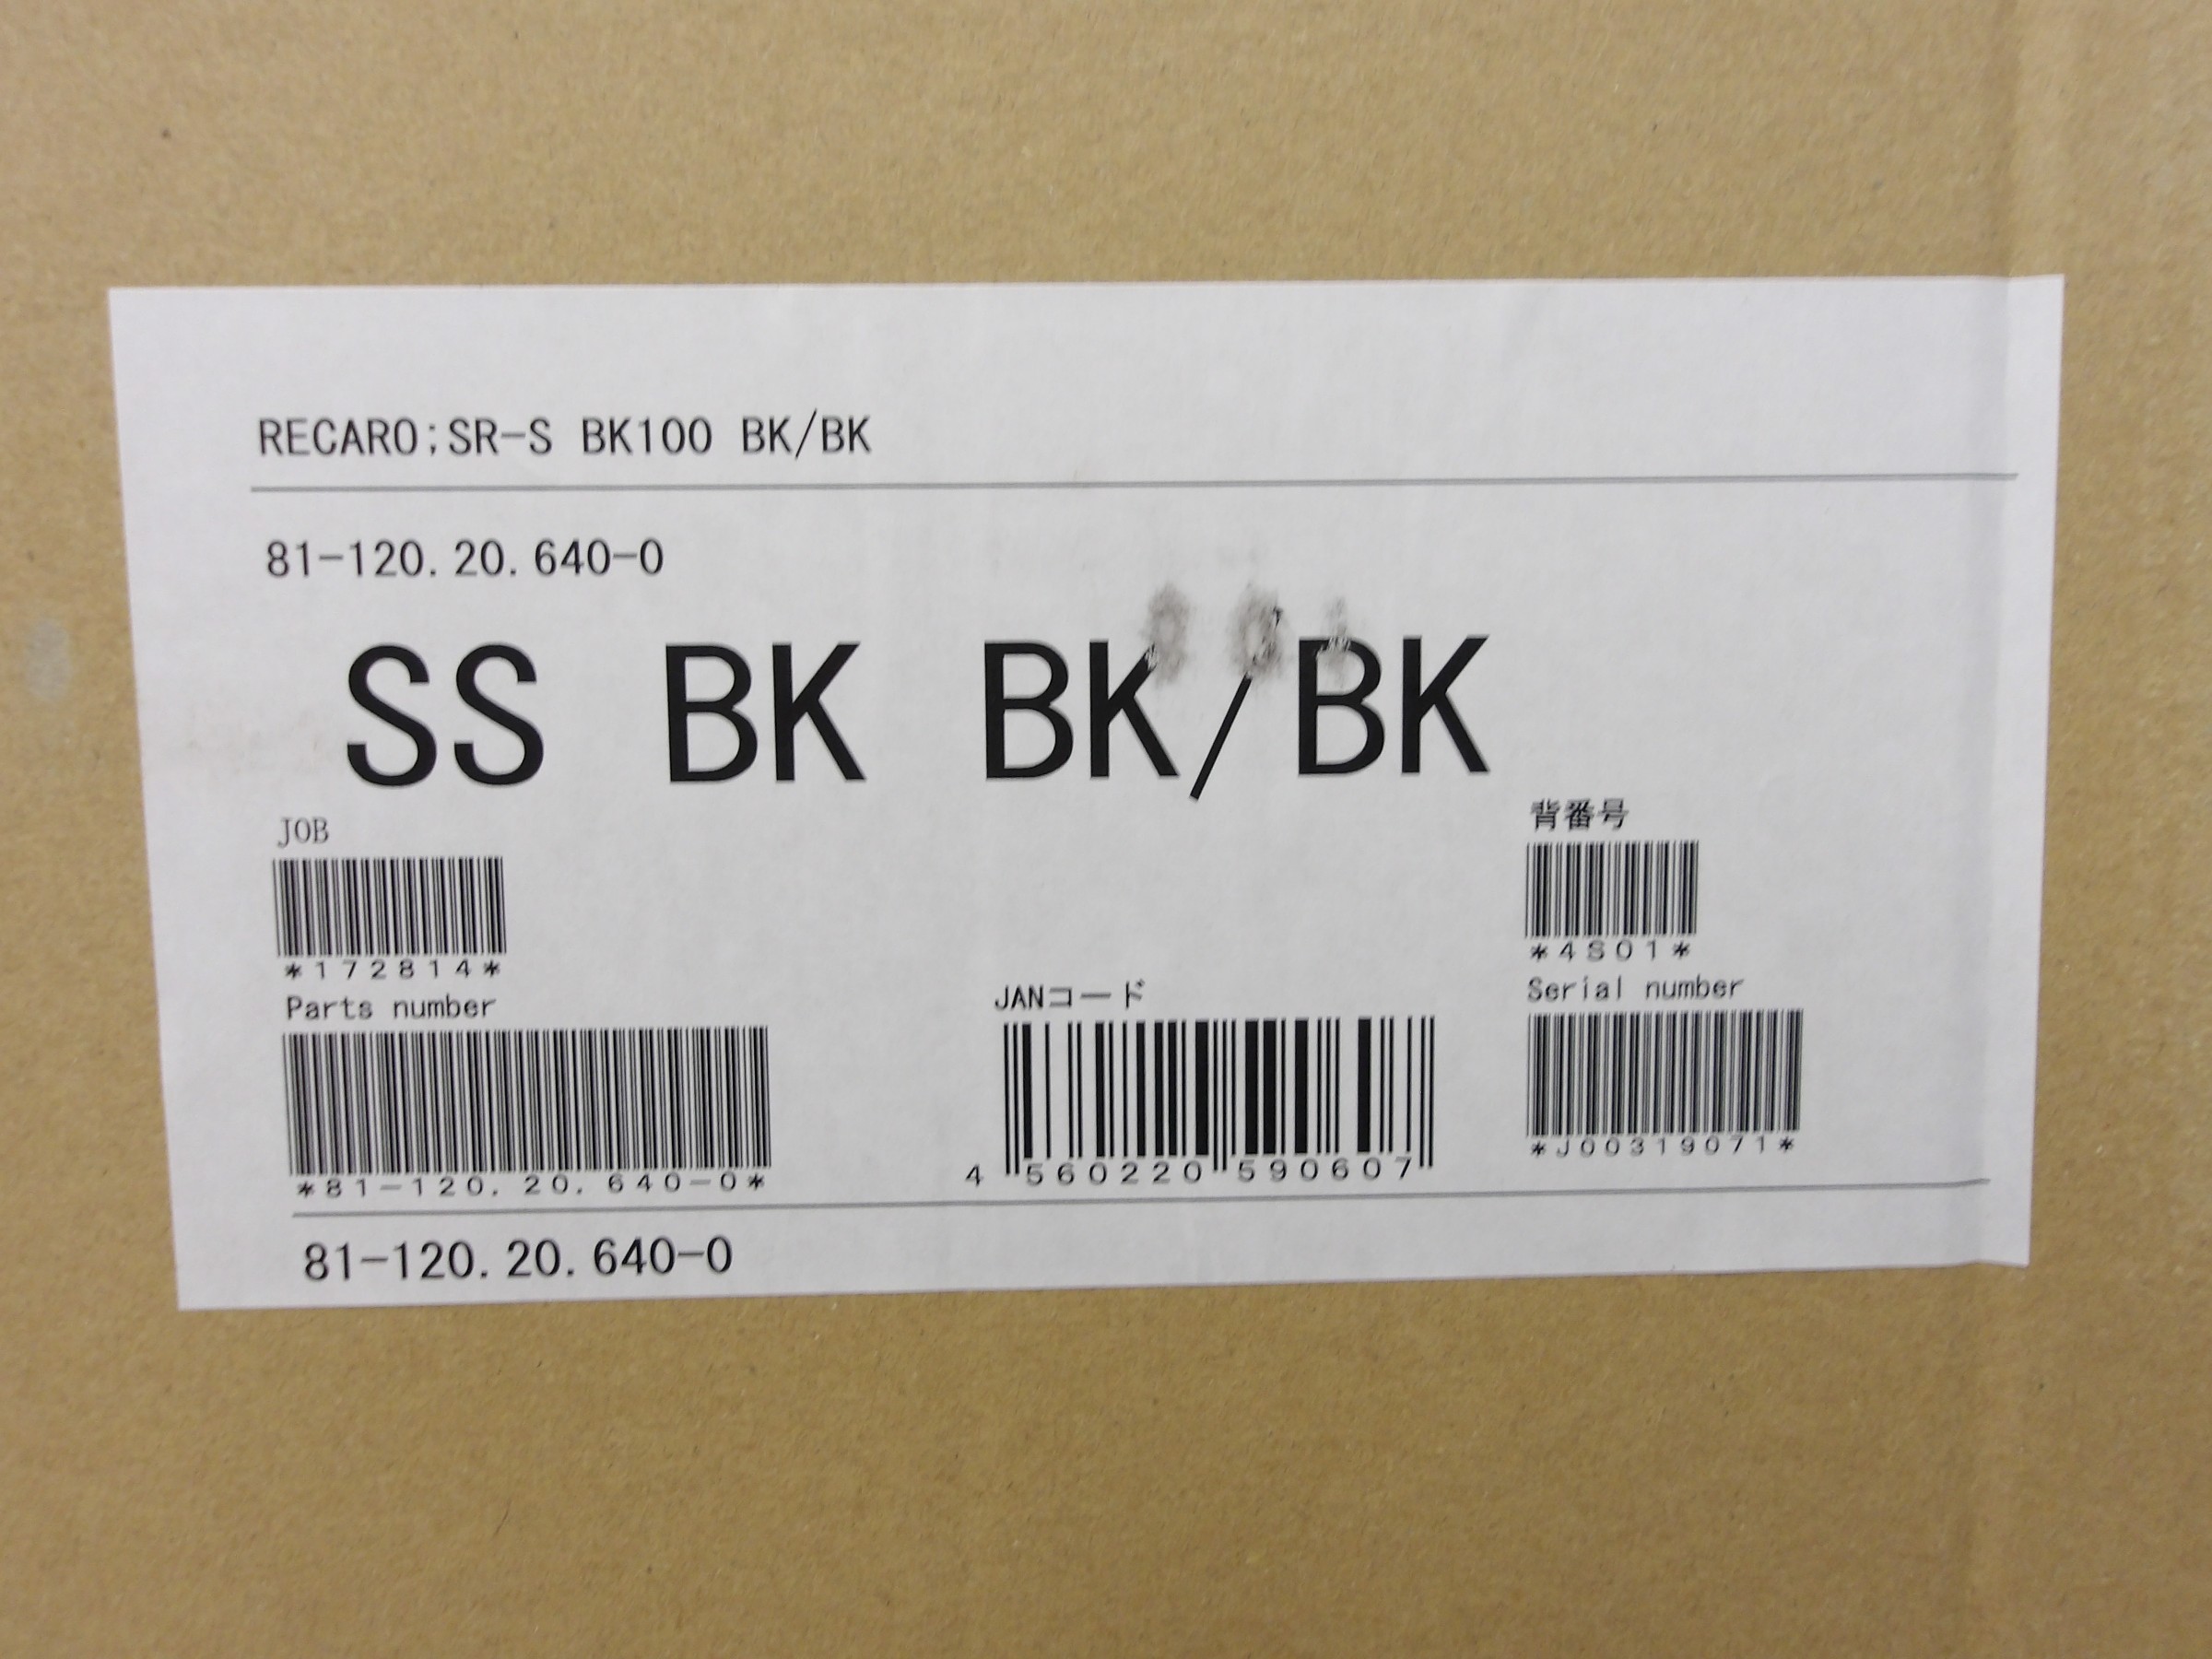 RECARO;SR-S BK100 BK/BK
81-120.20.640-0
SS BK BK/BK
JOB
*172814*
背番号
*4S01*
Parts number
*81-120.20.640-0*
JANコード
4 560220 590607
Serial number
*J00319071*
81-120.20.640-0